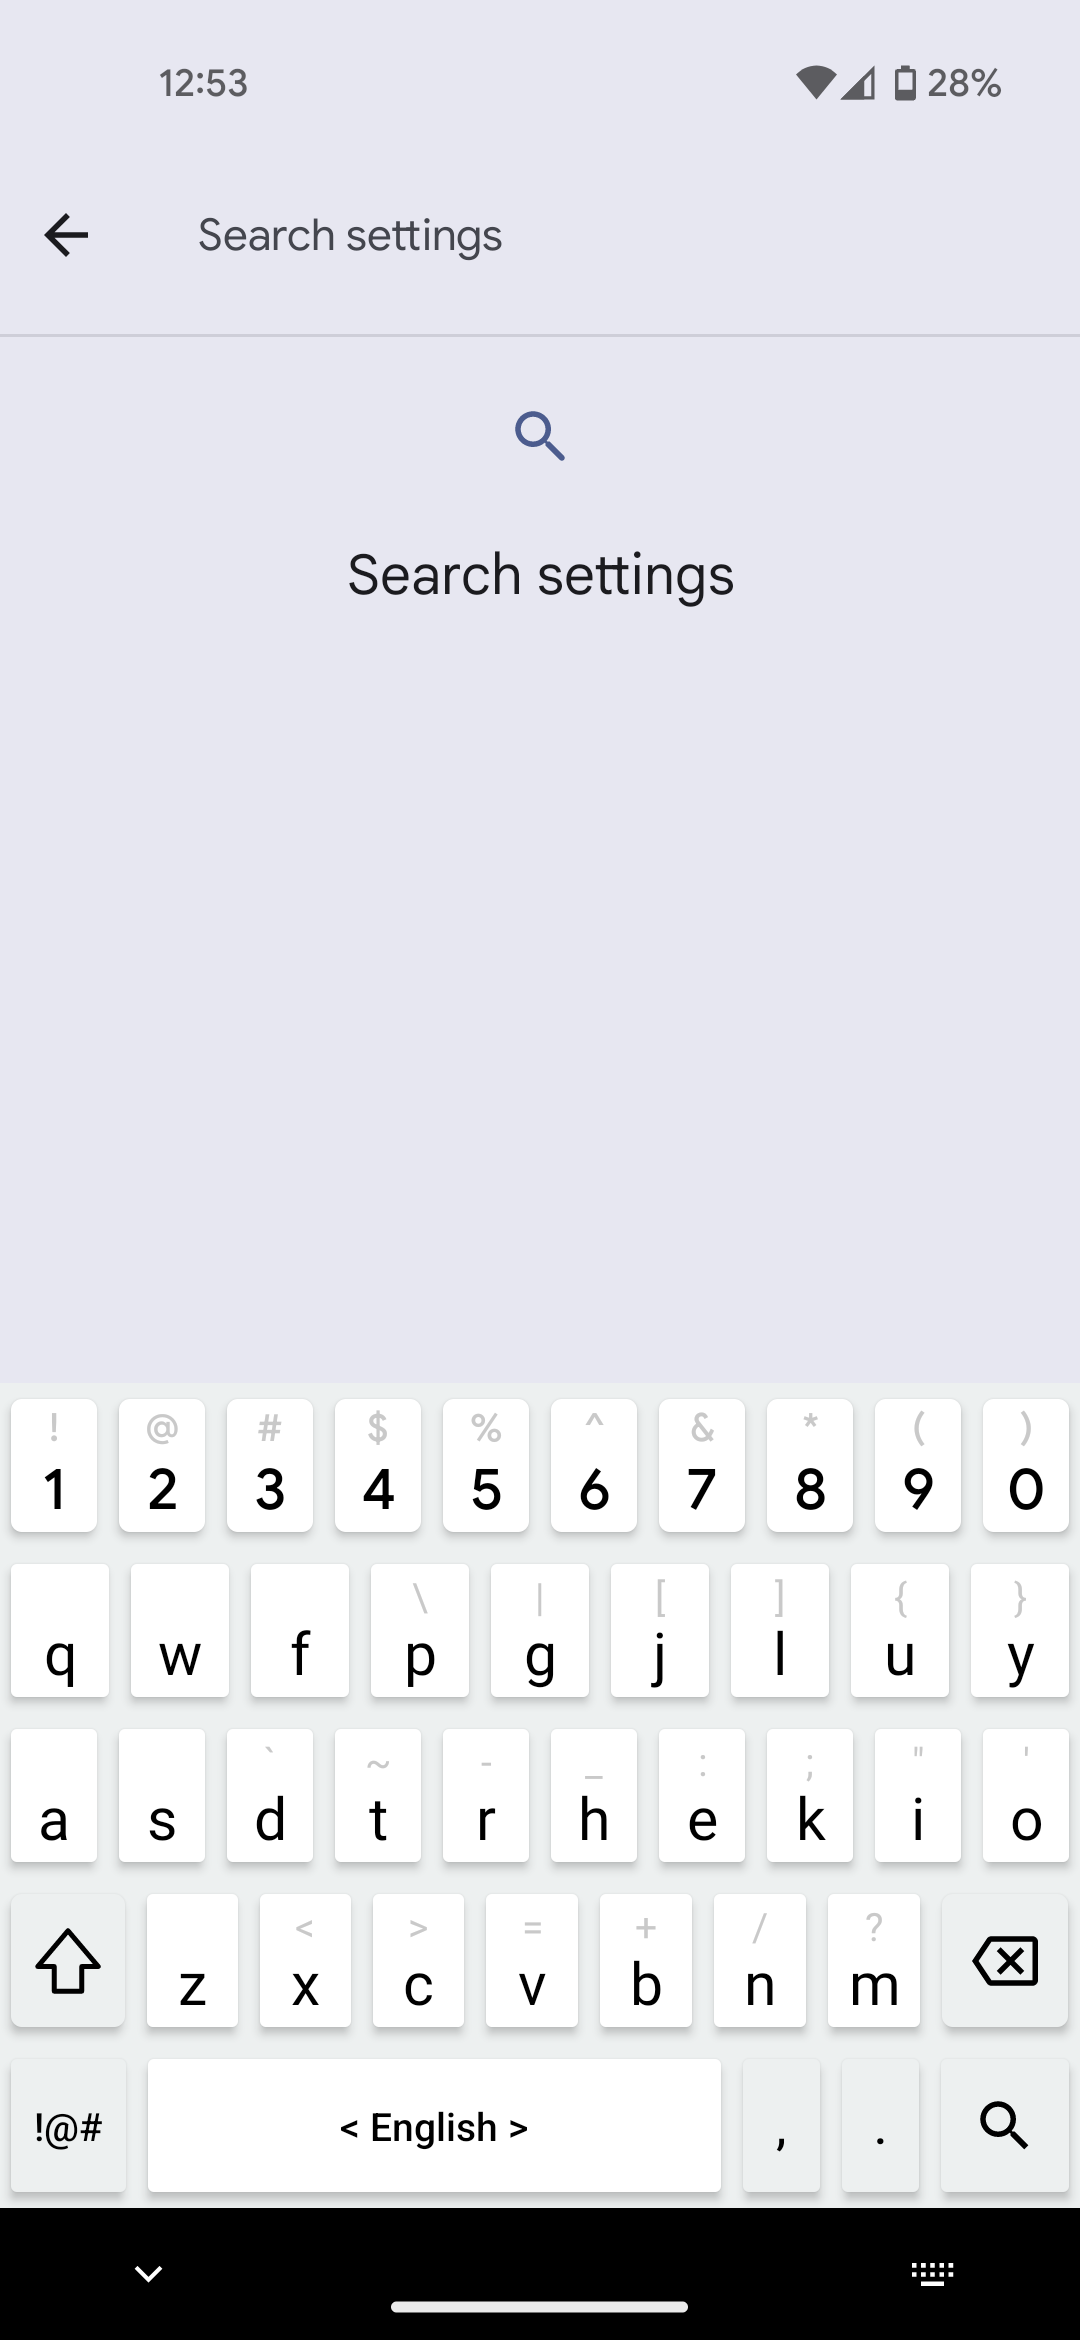 12:53 28%
Search settings
Search settings
! @ # $ % ^ & * ( )
1 2 3 4 5 6 7 8 9 0
\ | [ ] { }
q w f p g j l u y
` ~ - _ : ; " '
a s d t r h e k i o
< > = + / ?
z x c v b n m
!@# < English > , .